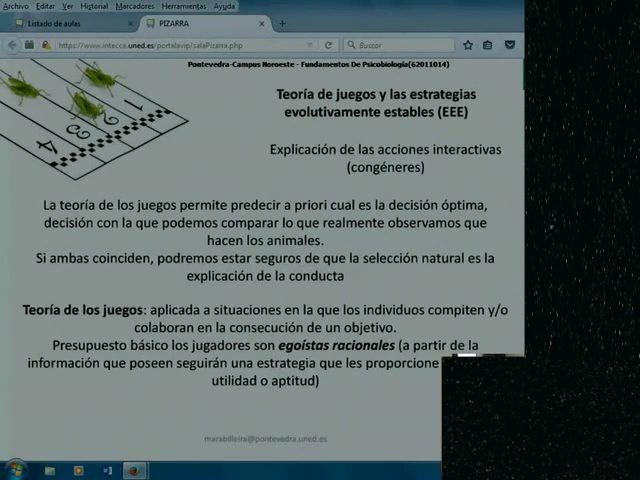 Archivo Editar Ver Historial Marcadores Herramientas Ayuda
Listado de aulas
PIZARRA
https://www.intecca.uned.es/portalavip/salaPizarra.php
Buscar
Pontevedra-Campus Noroeste - Fundamentos De Psicobiología(62011014)
1
2
3
4
Teoría de juegos y las estrategias
evolutivamente estables (EEE)
Explicación de las acciones interactivas
(congéneres)
La teoría de los juegos permite predecir a priori cual es la decisión óptima,
decisión con la que podemos comparar lo que realmente observamos que
hacen los animales.
Si ambas coinciden, podremos estar seguros de que la selección natural es la
explicación de la conducta
Teoría de los juegos: aplicada a situaciones en la que los individuos compiten y/o
colaboran en la consecución de un objetivo.
Presupuesto básico los jugadores son egoístas racionales (a partir de la
información que poseen seguirán una estrategia que les proporcione
utilidad o aptitud)
marabilleira@pontevedra.uned.es